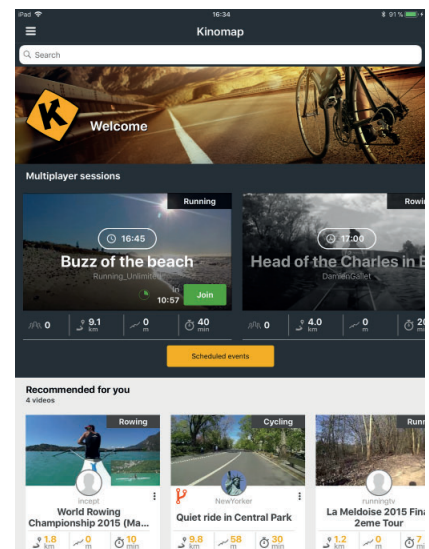 iPad 16:34 91 %
Kinomap
Search
K
Welcome
Multiplayer sessions
Running
16:45
Buzz of the beach
Running_Unlimited
in
10:57
Join
0 9.1 km 0 m 40 min
17:00
Head of the Charles in B
DamienGallet
0 4.0 km 0 m
Scheduled events
Recommended for you
4 videos
Rowing
incept
World Rowing
Championship 2015 (Ma...
1.8 km 0 m 10 min
Cycling
NewYorker
Quiet ride in Central Park
9.8 km 58 m 30 min
Runn
runningtv
La Meldoise 2015 Fina
2eme Tour
1.2 km 0 m 7